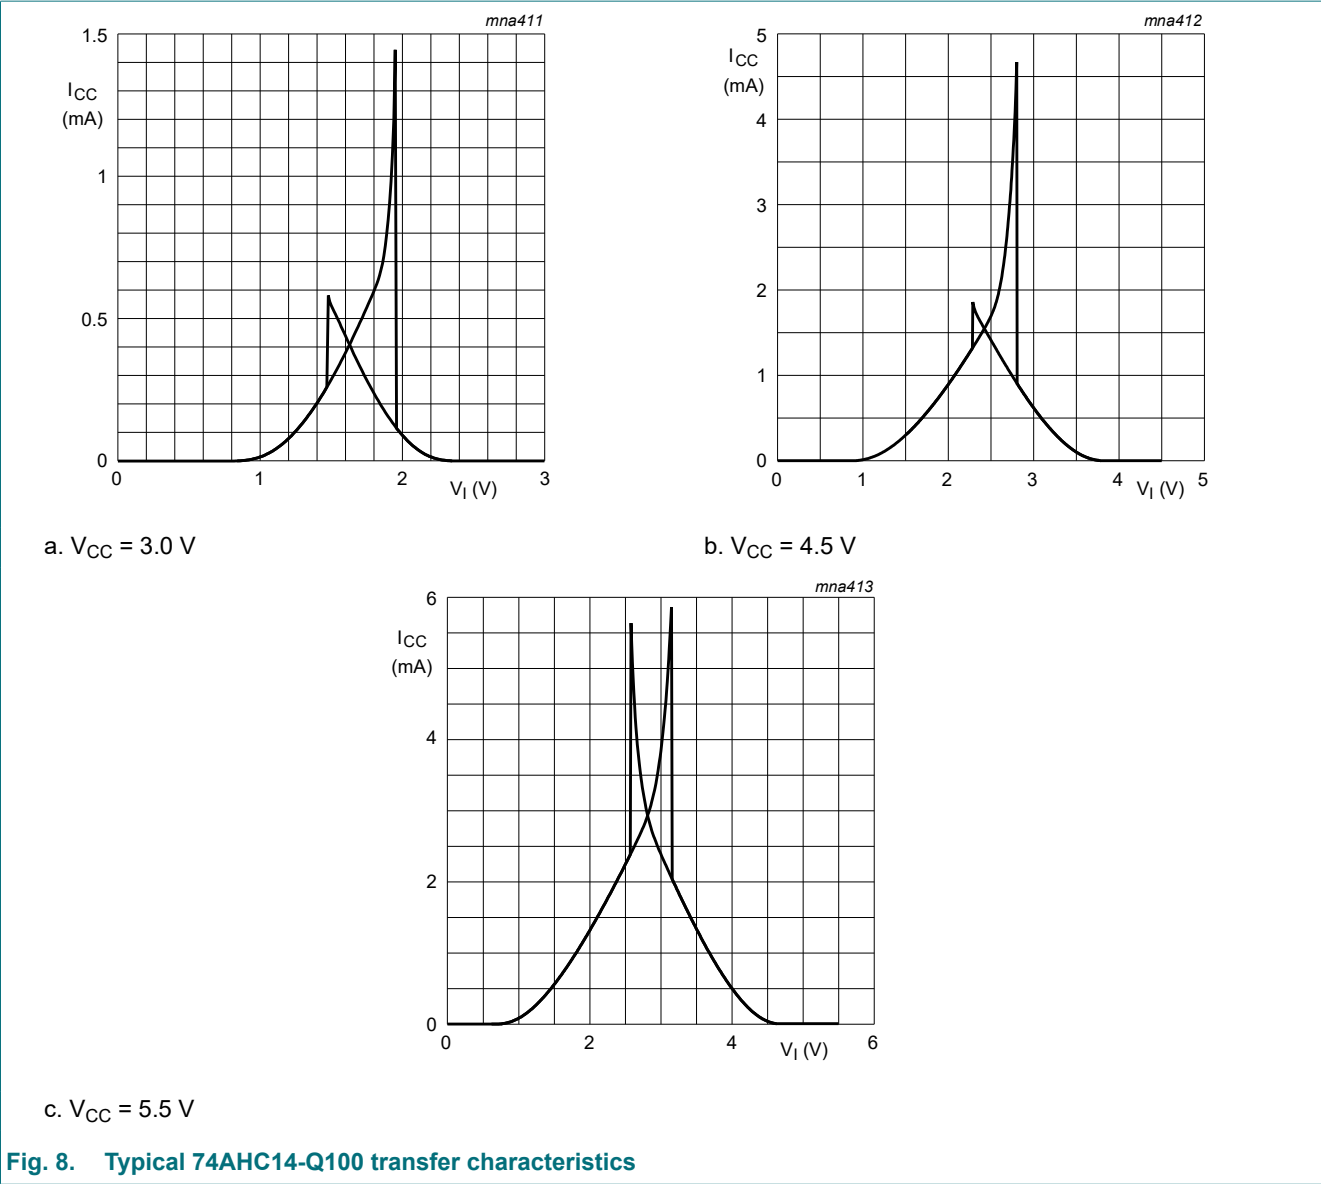 mna411
1.5
ICC
(mA)
1
0.5
0
0 1 2 3
VI (V)
a. VCC = 3.0 V
mna412
5
ICC
(mA)
4
3
2
1
0
0 1 2 3 4 5
VI (V)
b. VCC = 4.5 V
mna413
6
ICC
(mA)
4
2
0
0 2 4 6
VI (V)
c. VCC = 5.5 V
Fig. 8. Typical 74AHC14-Q100 transfer characteristics